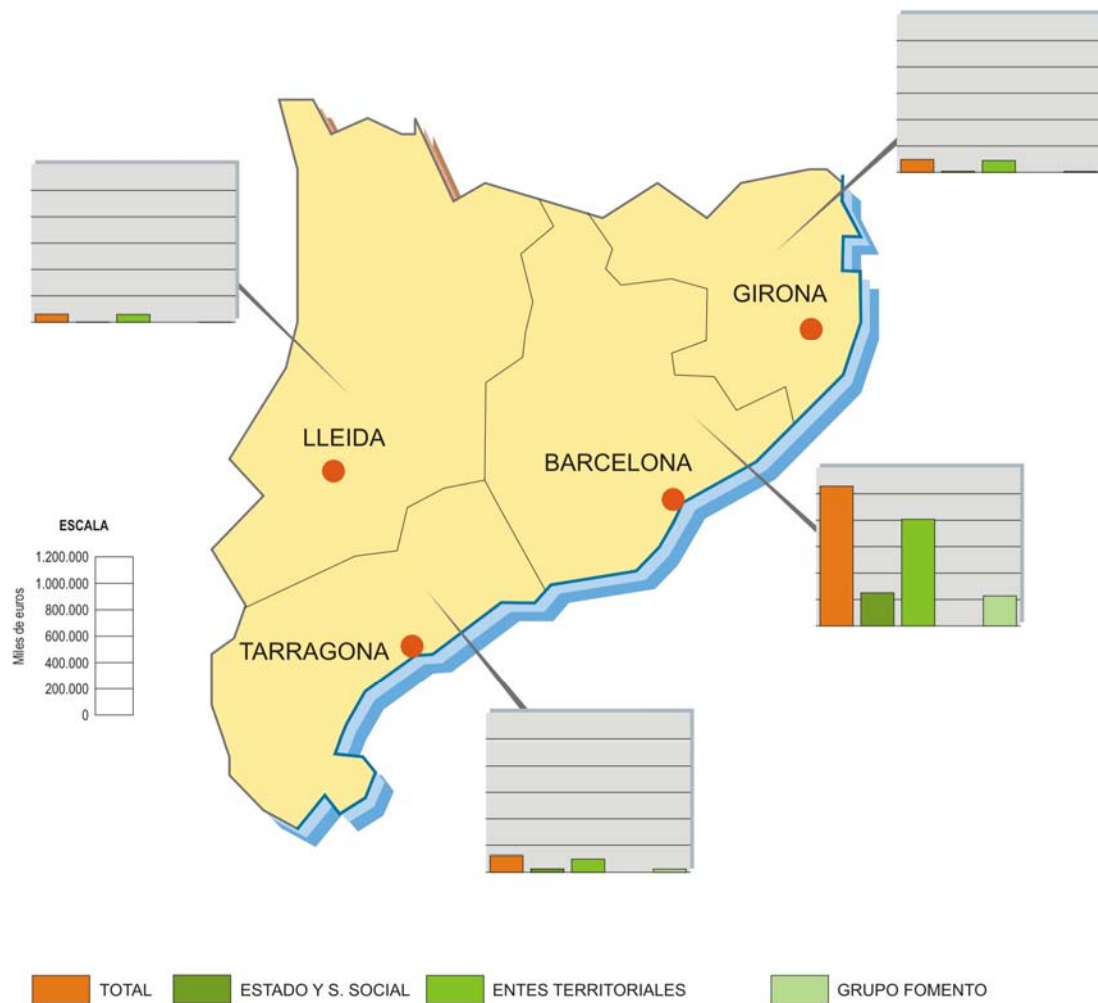 GIRONA
LLEIDA
BARCELONA
TARRAGONA
ESCALA
Miles de euros
1.200.000
1.000.000
800.000
600.000
400.000
200.000
0
TOTAL
ESTADO Y S. SOCIAL
ENTES TERRITORIALES
GRUPO FOMENTO